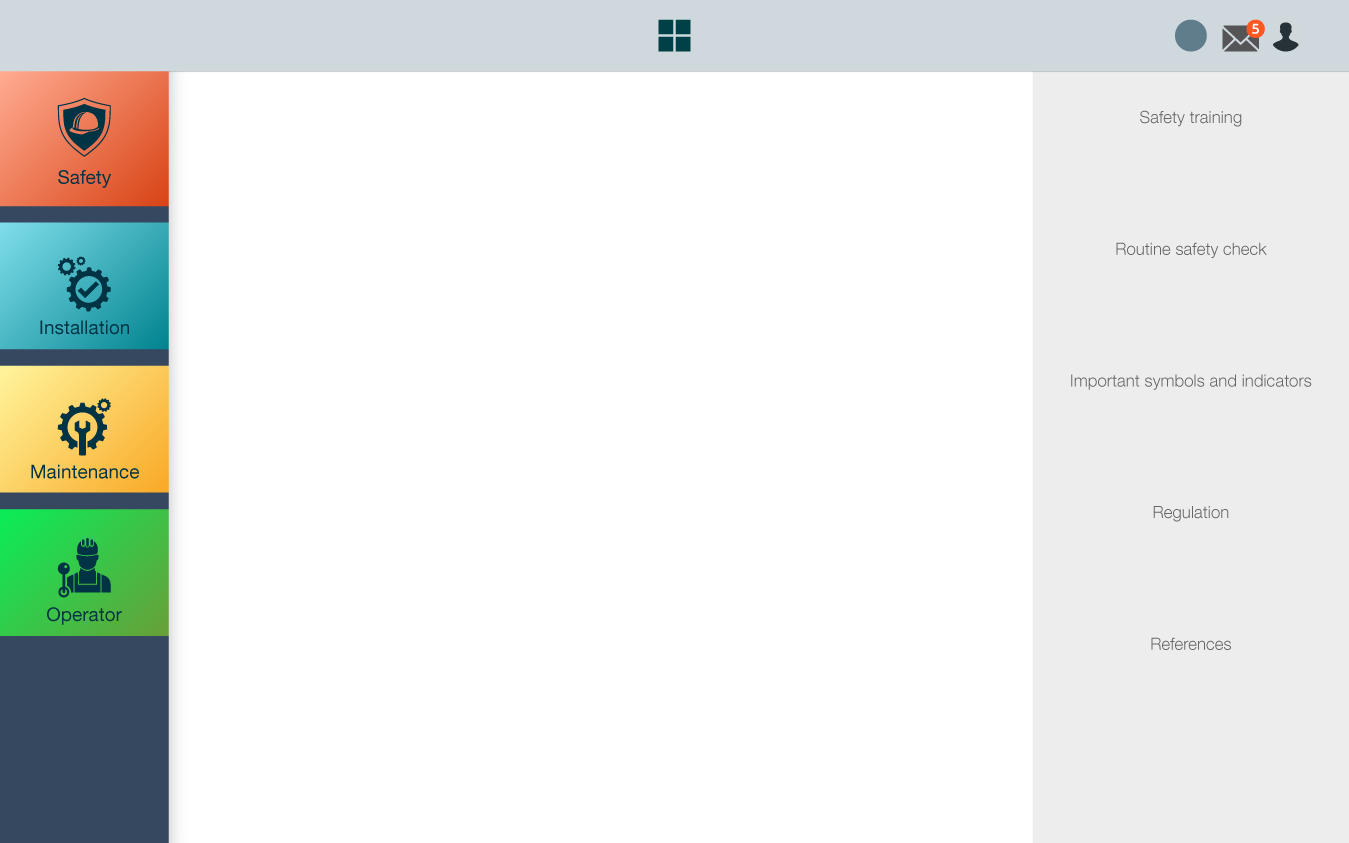 5
Safety
Installation
Maintenance
Operator
Safety training
Routine safety check
Important symbols and indicators
Regulation
References